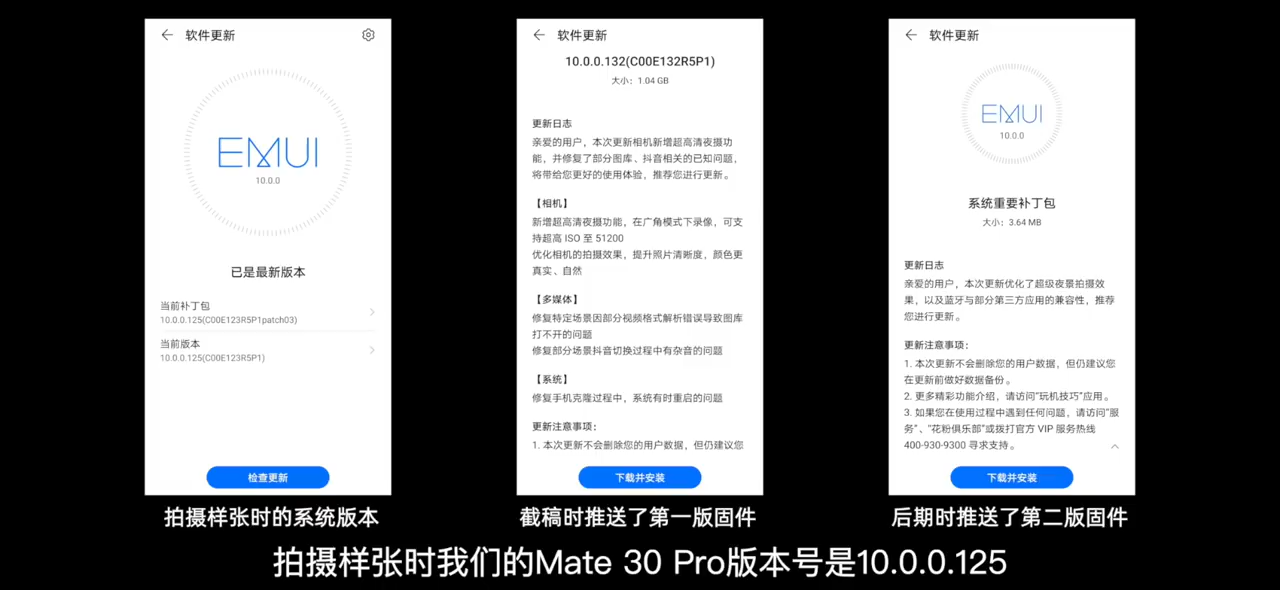 软件更新
EMUI
10.0.0
已是最新版本
当前补丁包
10.0.0.125(C00E123R5P1patch03)
当前版本
10.0.0.125(C00E123R5P1)
检查更新
拍摄样张时的系统版本
软件更新
10.0.0.132(C00E132R5P1)
大小：1.04 GB
更新日志
亲爱的用户，本次更新相机新增超高清夜摄功
能，并修复了部分图库、抖音相关的已知问题，
将带给您更好的使用体验，推荐您进行更新。
【相机】
新增超高清夜摄功能，在广角模式下录像，可支
持超高 ISO 至 51200
优化相机的拍摄效果，提升照片清晰度，颜色更
真实、自然
【多媒体】
修复特定场景因部分视频格式解析错误导致图库
打不开的问题
修复部分场景抖音切换过程中有杂音的问题
【系统】
修复手机克隆过程中，系统有时重启的问题
更新注意事项：
1. 本次更新不会删除您的用户数据，但仍建议您
下载并安装
截稿时推送了第一版固件
软件更新
EMUI
10.0.0
系统重要补丁包
大小：3.64 MB
更新日志
亲爱的用户，本次更新优化了超级夜景拍摄效
果，以及蓝牙与部分第三方应用的兼容性，推荐
您进行更新。
更新注意事项：
1. 本次更新不会删除您的用户数据，但仍建议您
在更新前做好数据备份。
2. 更多精彩功能介绍，请访问“玩机技巧”应用。
3. 如果您在使用过程中遇到任何问题，请访问“服
务”、“花粉俱乐部”或拨打官方 VIP 服务热线
400-930-9300 寻求支持。
下载并安装
后期时推送了第二版固件
拍摄样张时我们的Mate 30 Pro版本号是10.0.0.125